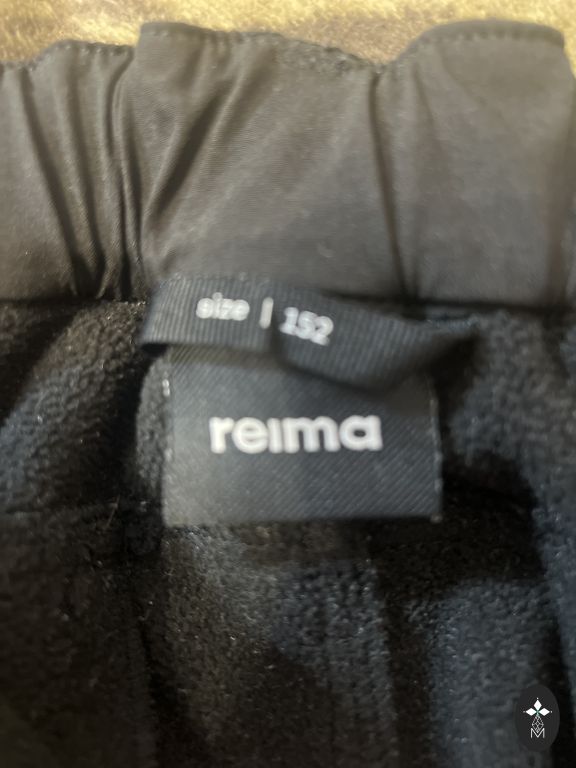 size | 152
reima
M